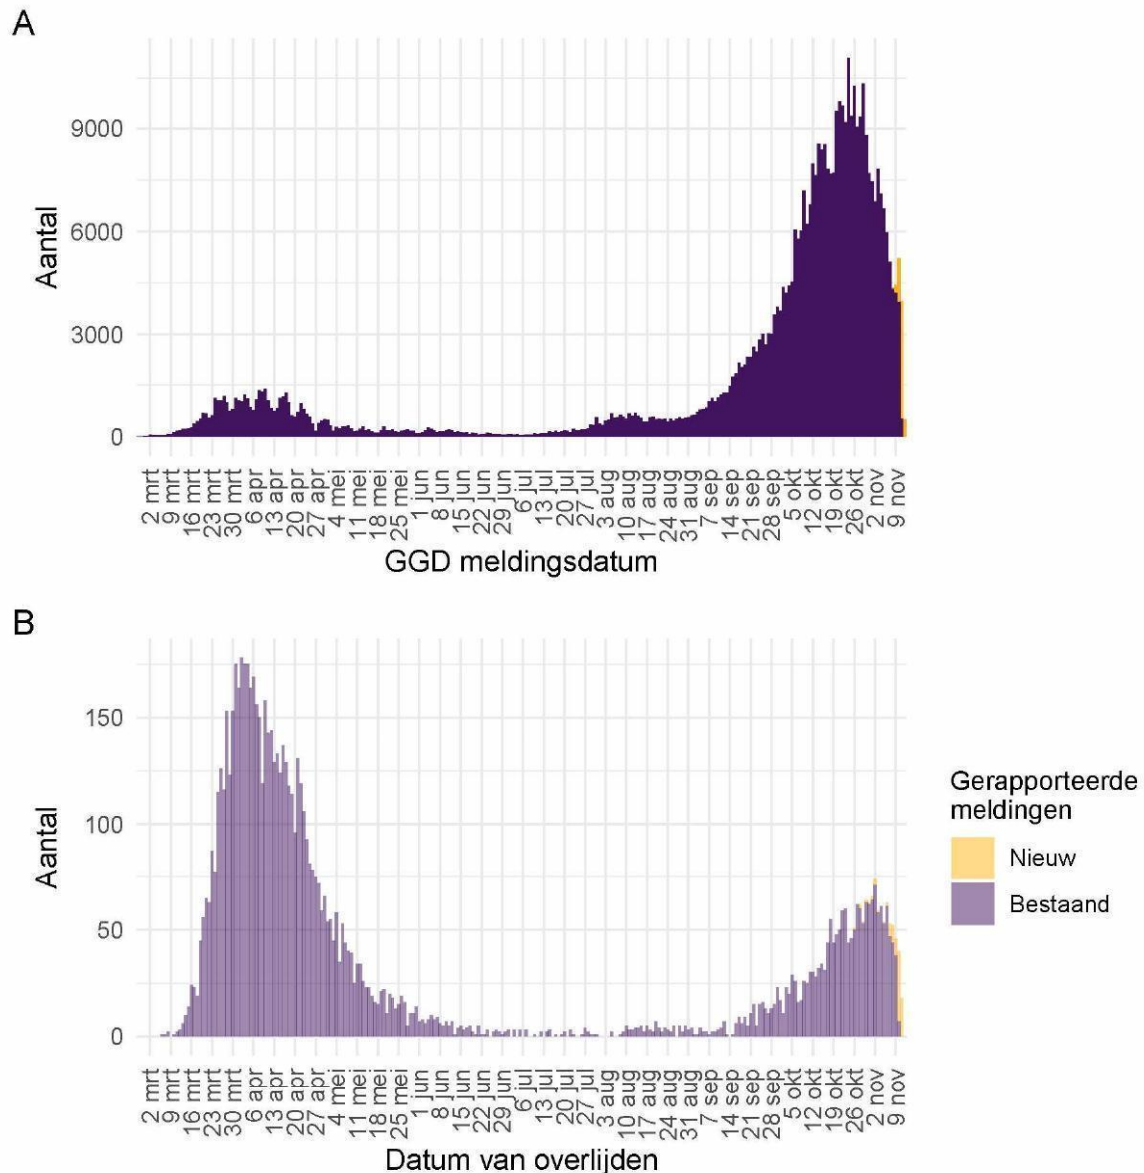 A
Aantal
9000
6000
3000
0
2 mrt
9 mrt
16 mrt
23 mrt
30 mrt
6 apr
13 apr
20 apr
27 apr
4 mei
11 mei
18 mei
25 mei
1 jun
8 jun
15 jun
22 jun
29 jun
6 jul
13 jul
20 jul
27 jul
3 aug
10 aug
17 aug
24 aug
31 aug
7 sep
14 sep
21 sep
28 sep
5 okt
12 okt
19 okt
26 okt
2 nov
9 nov
GGD meldingsdatum
B
Aantal
150
100
50
0
2 mrt
9 mrt
16 mrt
23 mrt
30 mrt
6 apr
13 apr
20 apr
27 apr
4 mei
11 mei
18 mei
25 mei
1 jun
8 jun
15 jun
22 jun
29 jun
6 jul
13 jul
20 jul
27 jul
3 aug
10 aug
17 aug
24 aug
31 aug
7 sep
14 sep
21 sep
28 sep
5 okt
12 okt
19 okt
26 okt
2 nov
9 nov
Datum van overlijden
Gerapporteerde
meldingen
Nieuw
Bestaand